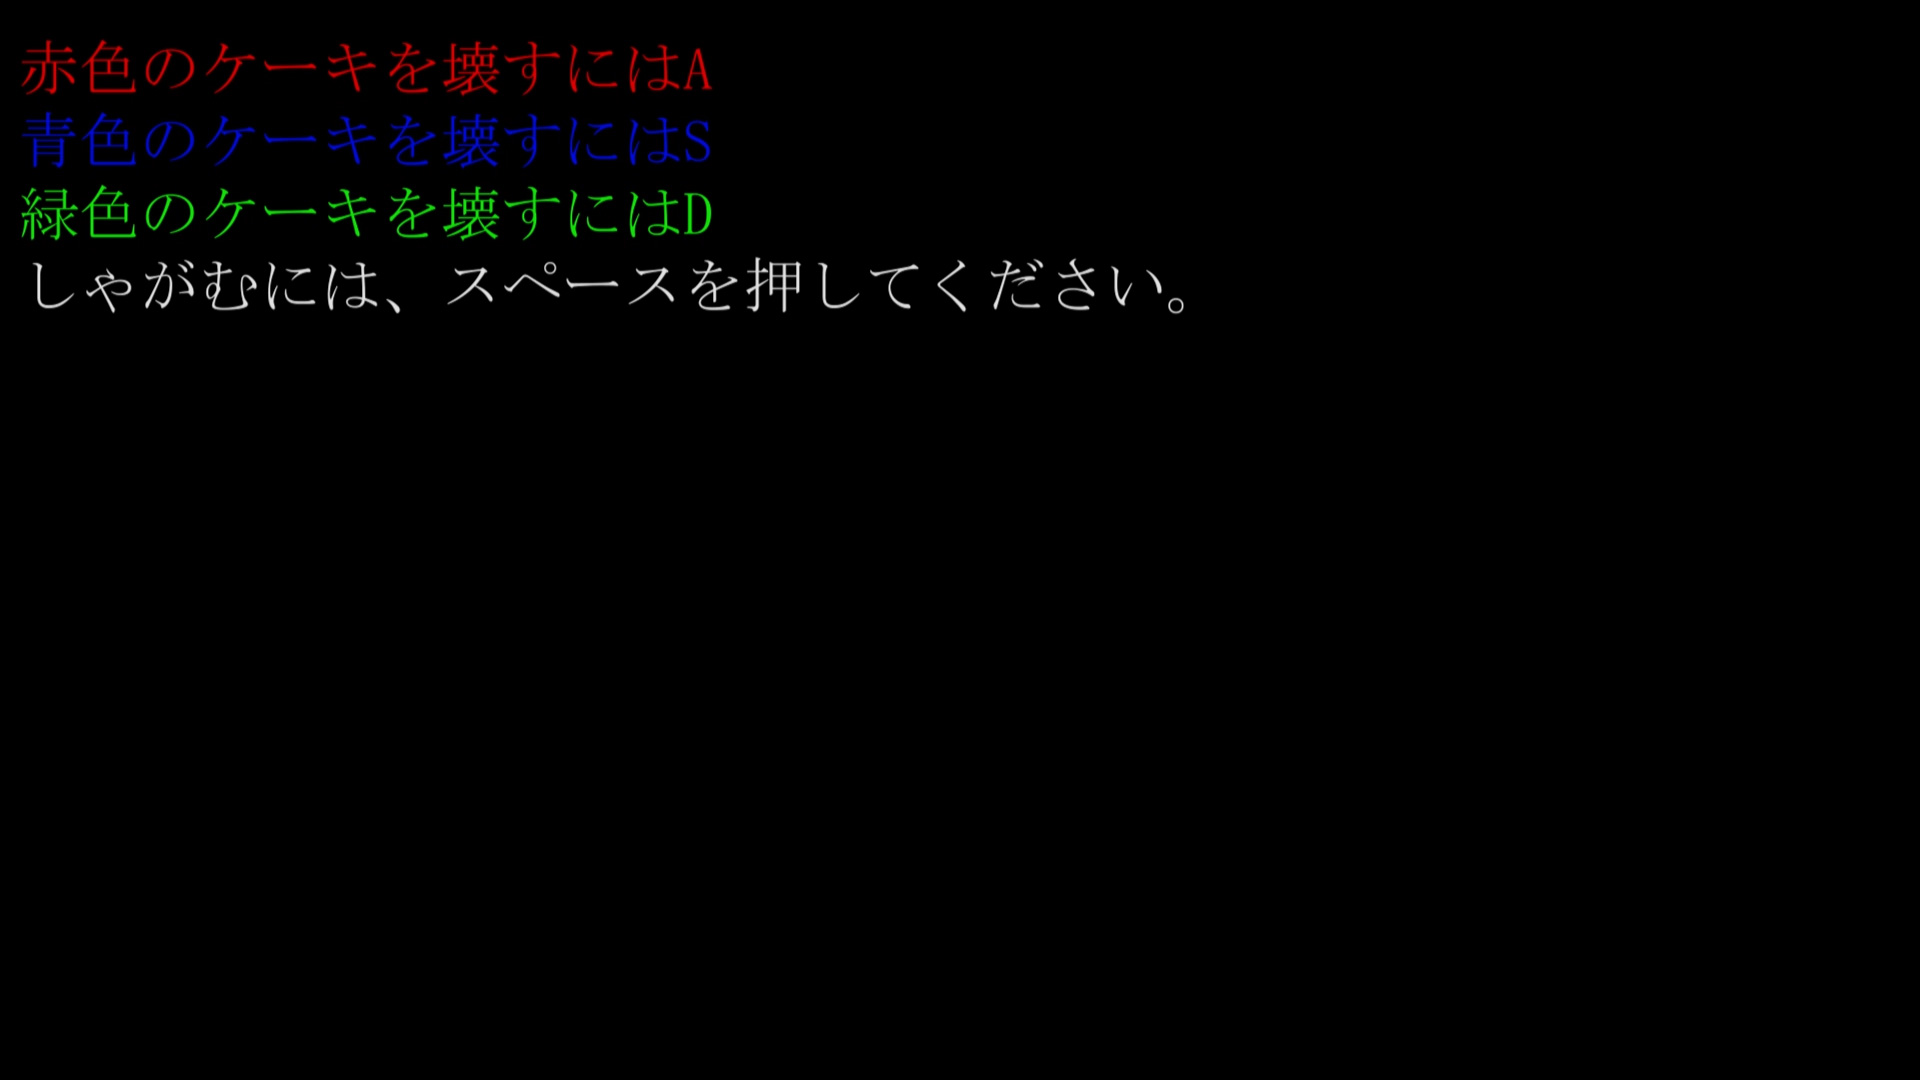 赤色のケーキを壊すにはA
青色のケーキを壊すにはS
緑色のケーキを壊すにはD
しゃがむには、スペースを押してください。